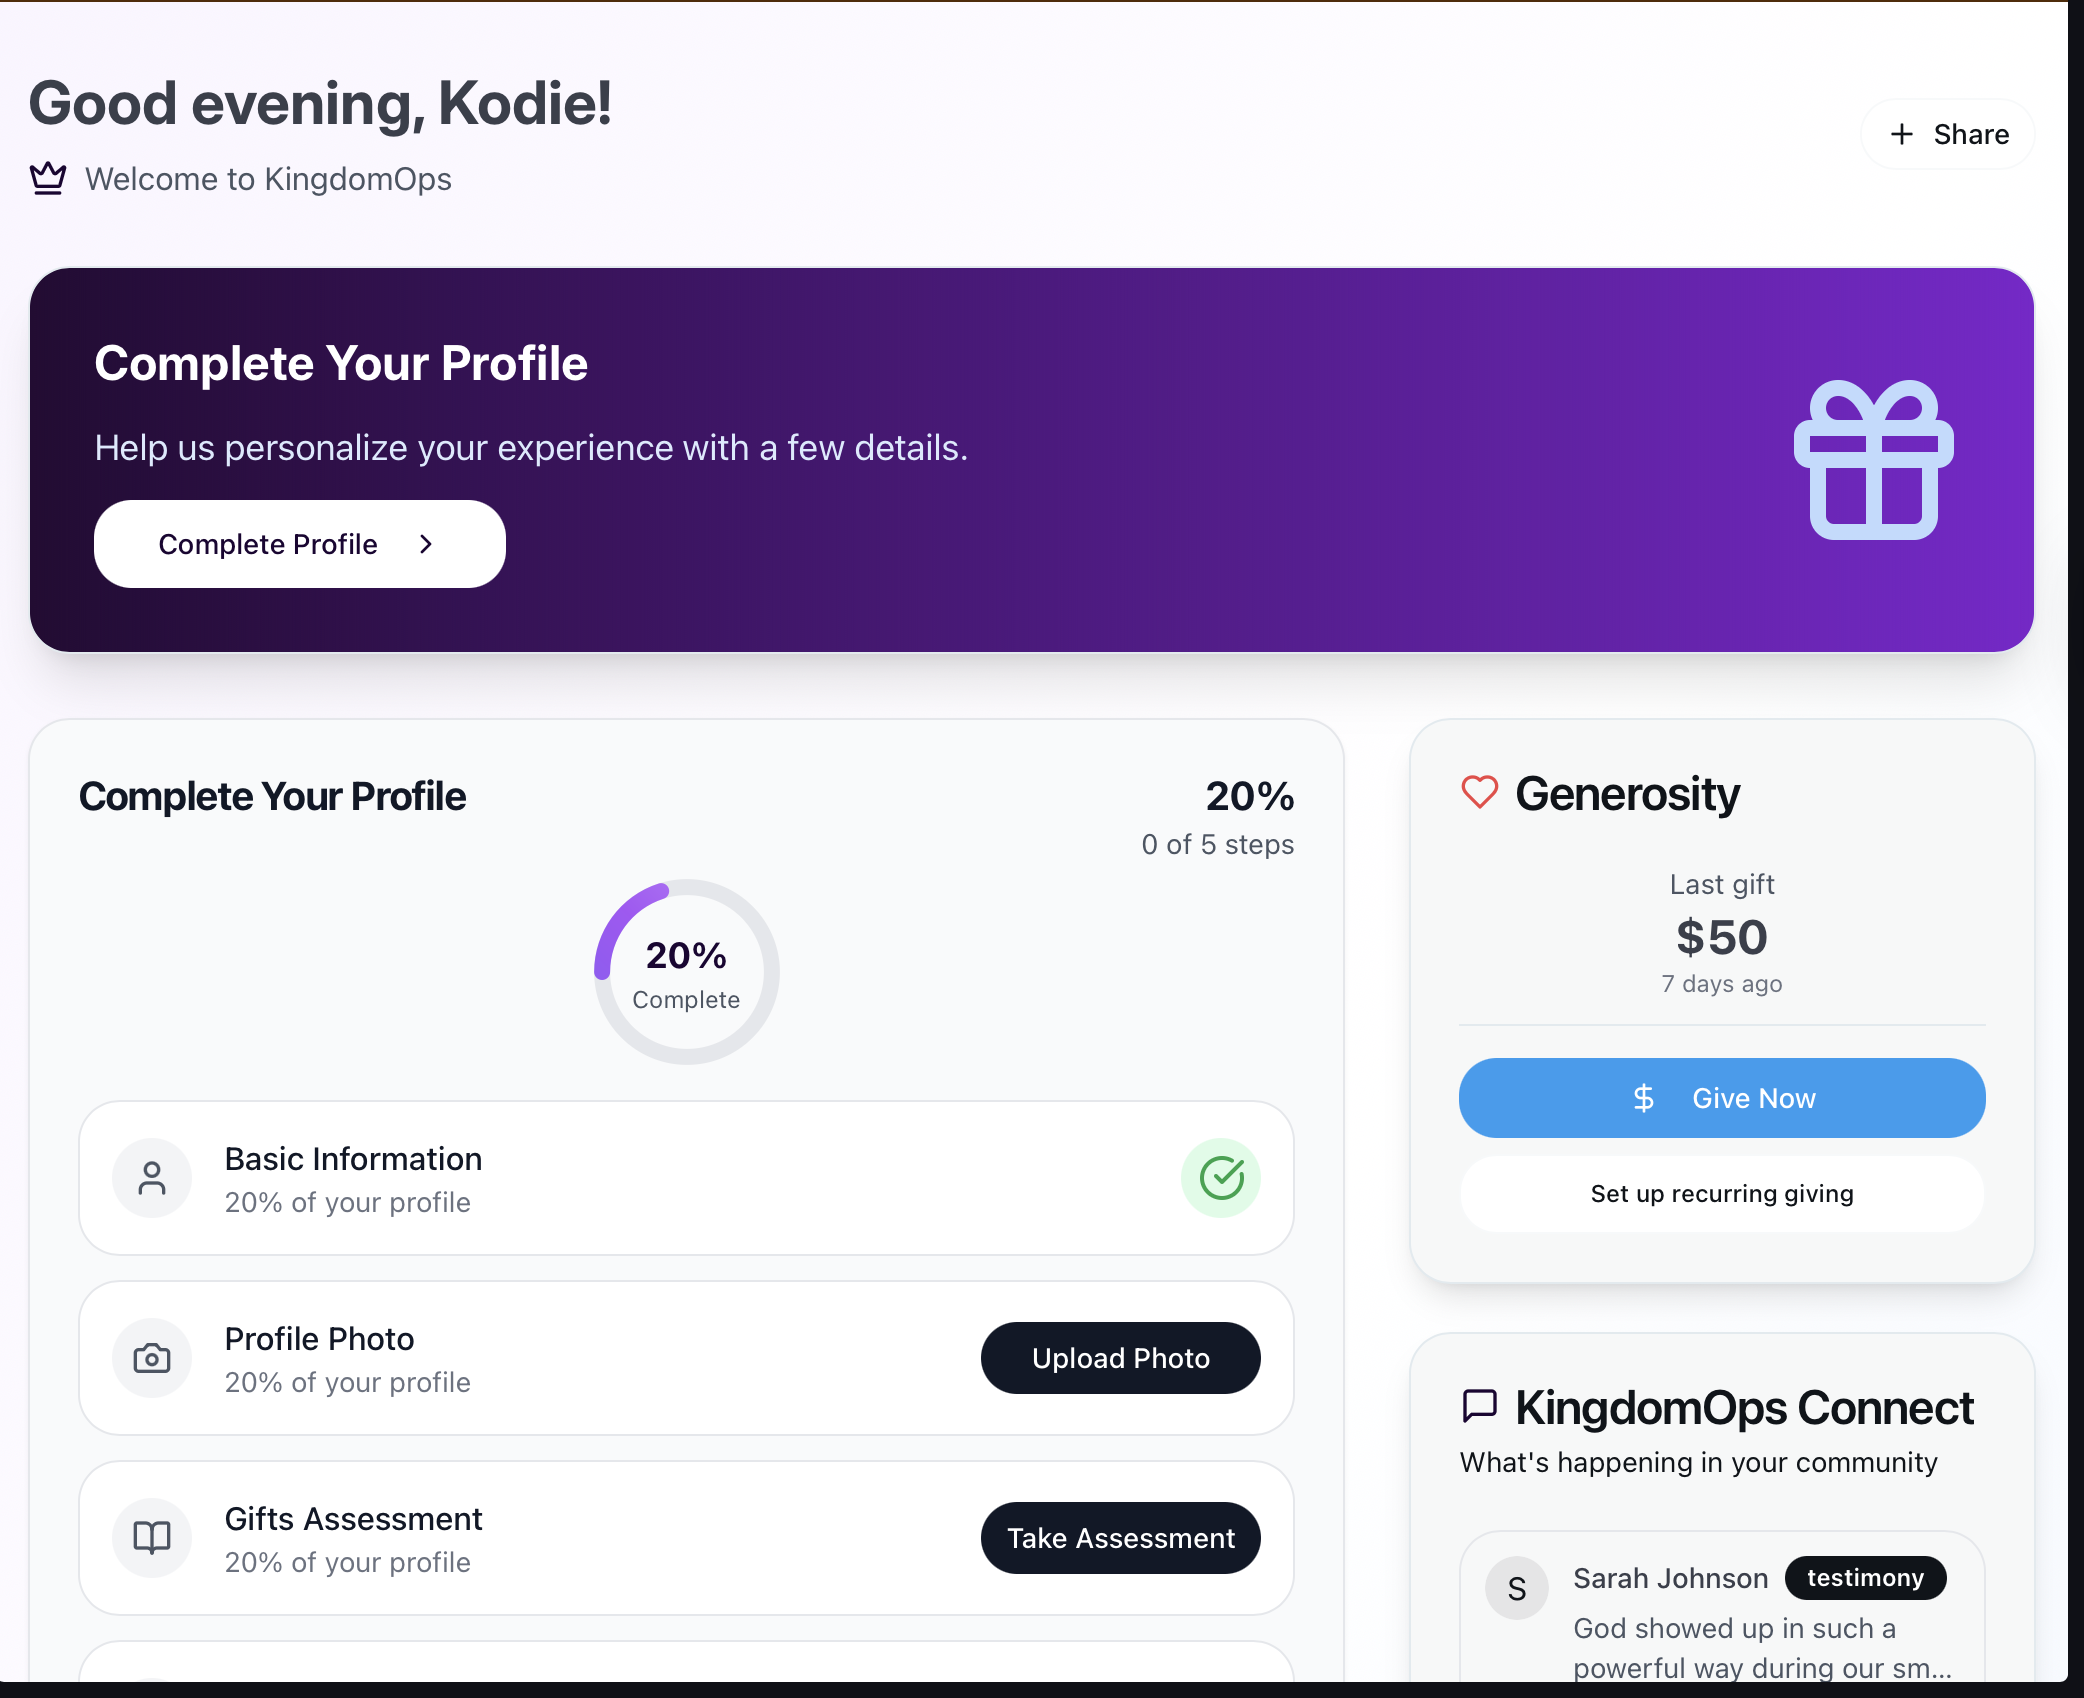 Good evening, Kodie!
Welcome to KingdomOps
Share
Complete Your Profile
Help us personalize your experience with a few details.
Complete Profile
Complete Your Profile
20%
0 of 5 steps
20%
Complete
Basic Information
20% of your profile
Profile Photo
20% of your profile
Upload Photo
Gifts Assessment
20% of your profile
Take Assessment
Generosity
Last gift
$50
7 days ago
$ Give Now
Set up recurring giving
KingdomOps Connect
What's happening in your community
S
Sarah Johnson testimony
God showed up in such a
powerful way during our sm...